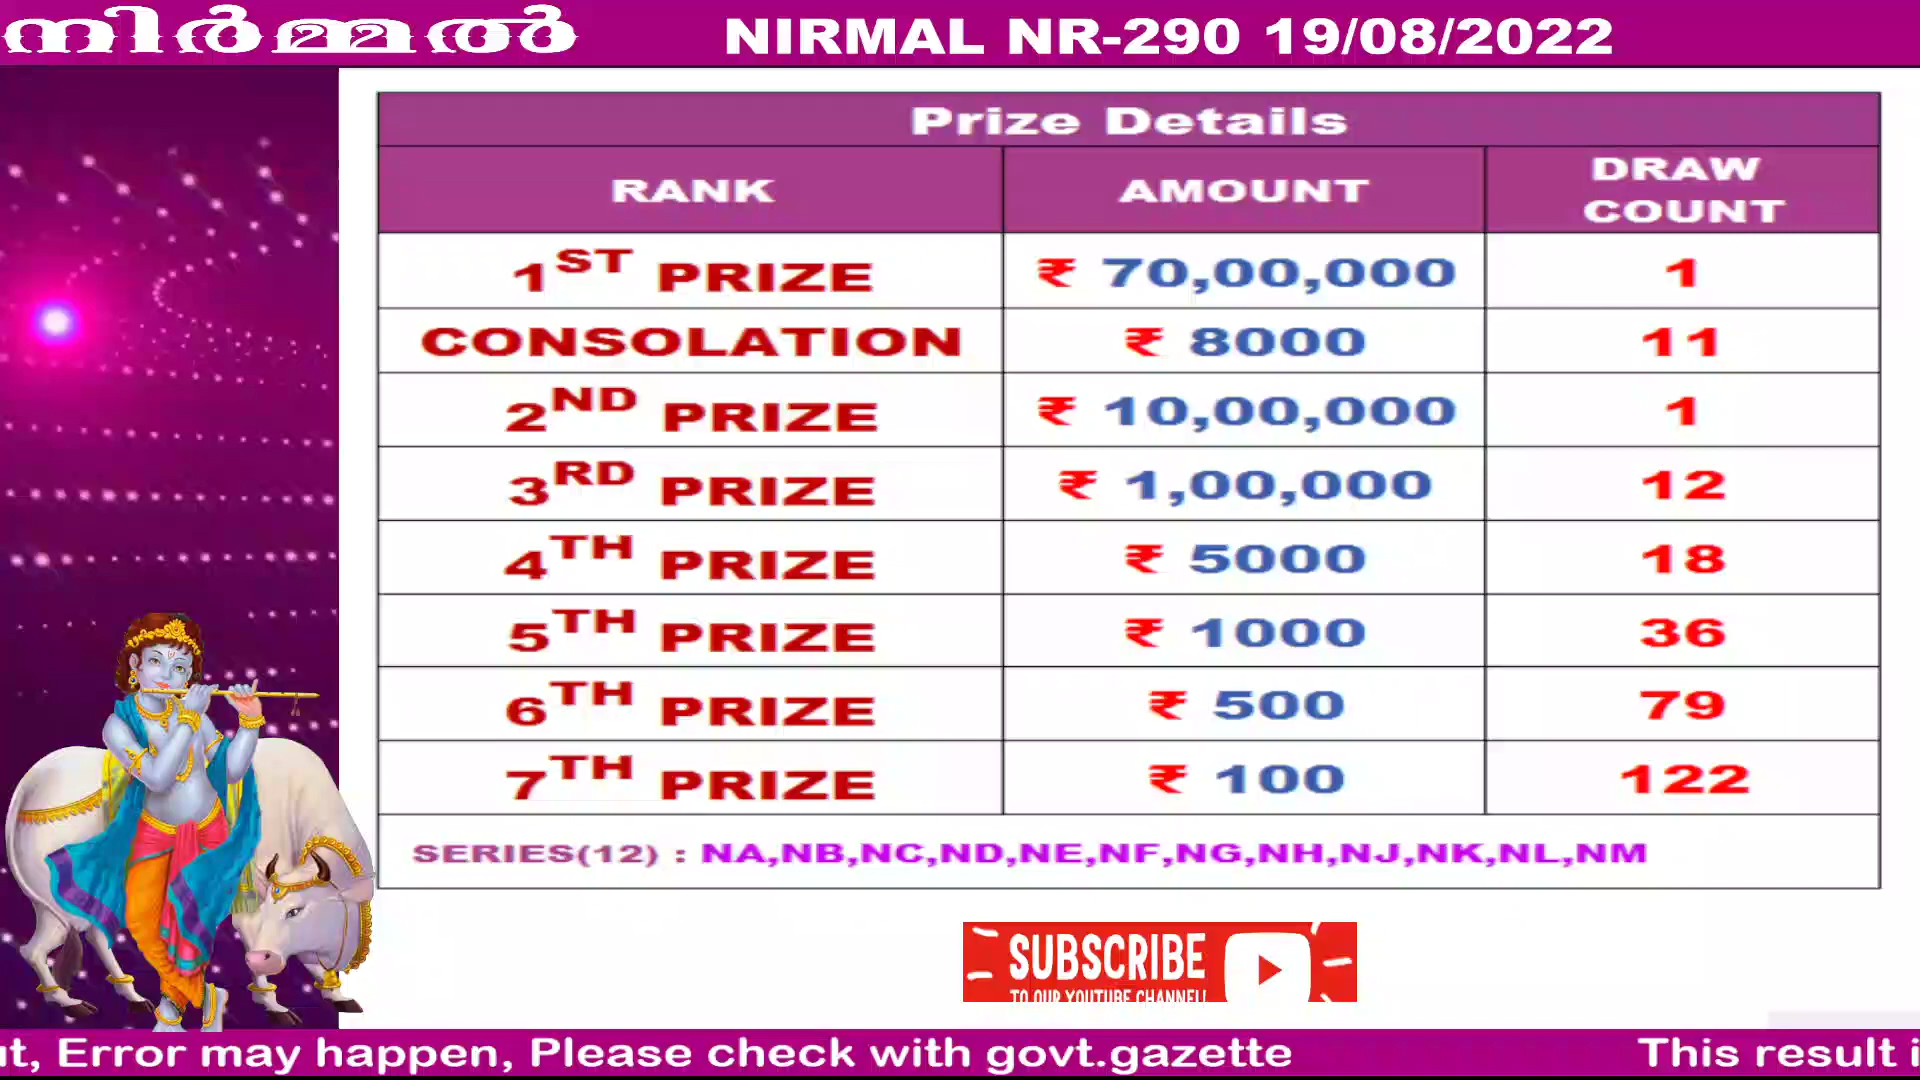 നിർമ്മൽ NIRMAL NR-290 19/08/2022
Prize Details
RANK AMOUNT DRAW COUNT
1ST PRIZE ₹ 70,00,000 1
CONSOLATION ₹ 8000 11
2ND PRIZE ₹ 10,00,000 1
3RD PRIZE ₹ 1,00,000 12
4TH PRIZE ₹ 5000 18
5TH PRIZE ₹ 1000 36
6TH PRIZE ₹ 500 79
7TH PRIZE ₹ 100 122
SERIES(12) : NA,NB,NC,ND,NE,NF,NG,NH,NJ,NK,NL,NM
SUBSCRIBE
TO OUR YOUTUBE CHANNEL!
Error may happen, Please check with govt.gazette This result